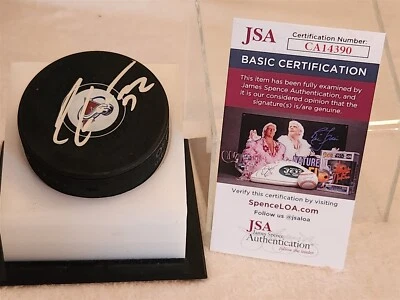 JSA
Certification Number:
CA14390
BASIC CERTIFICATION
This item has been fully examined by
James Spence Authentication, and
it is our considered opinion that the
signature(s) is/are genuine.
NATURE
Verify this certification by visiting
SpenceLOA.com
Follow us @jsaloa
JSA
James Spence
Authentication